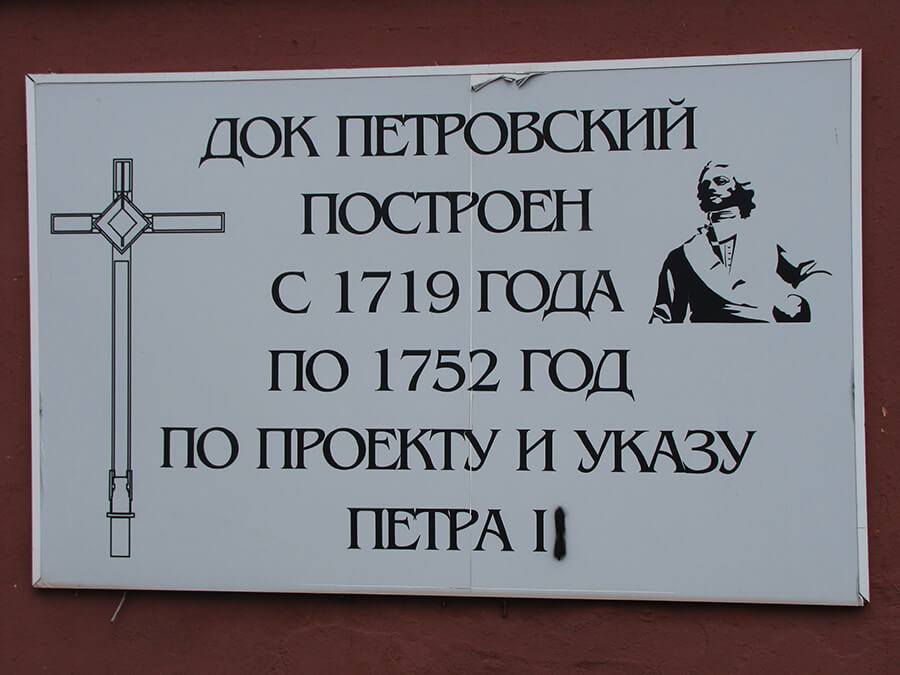 ДОК ПЕТРОВСКИЙ
ПОСТРОЕН
С 1719 ГОДА
ПО 1752 ГОД
ПО ПРОЕКТУ И УКАЗУ
ПЕТРА I